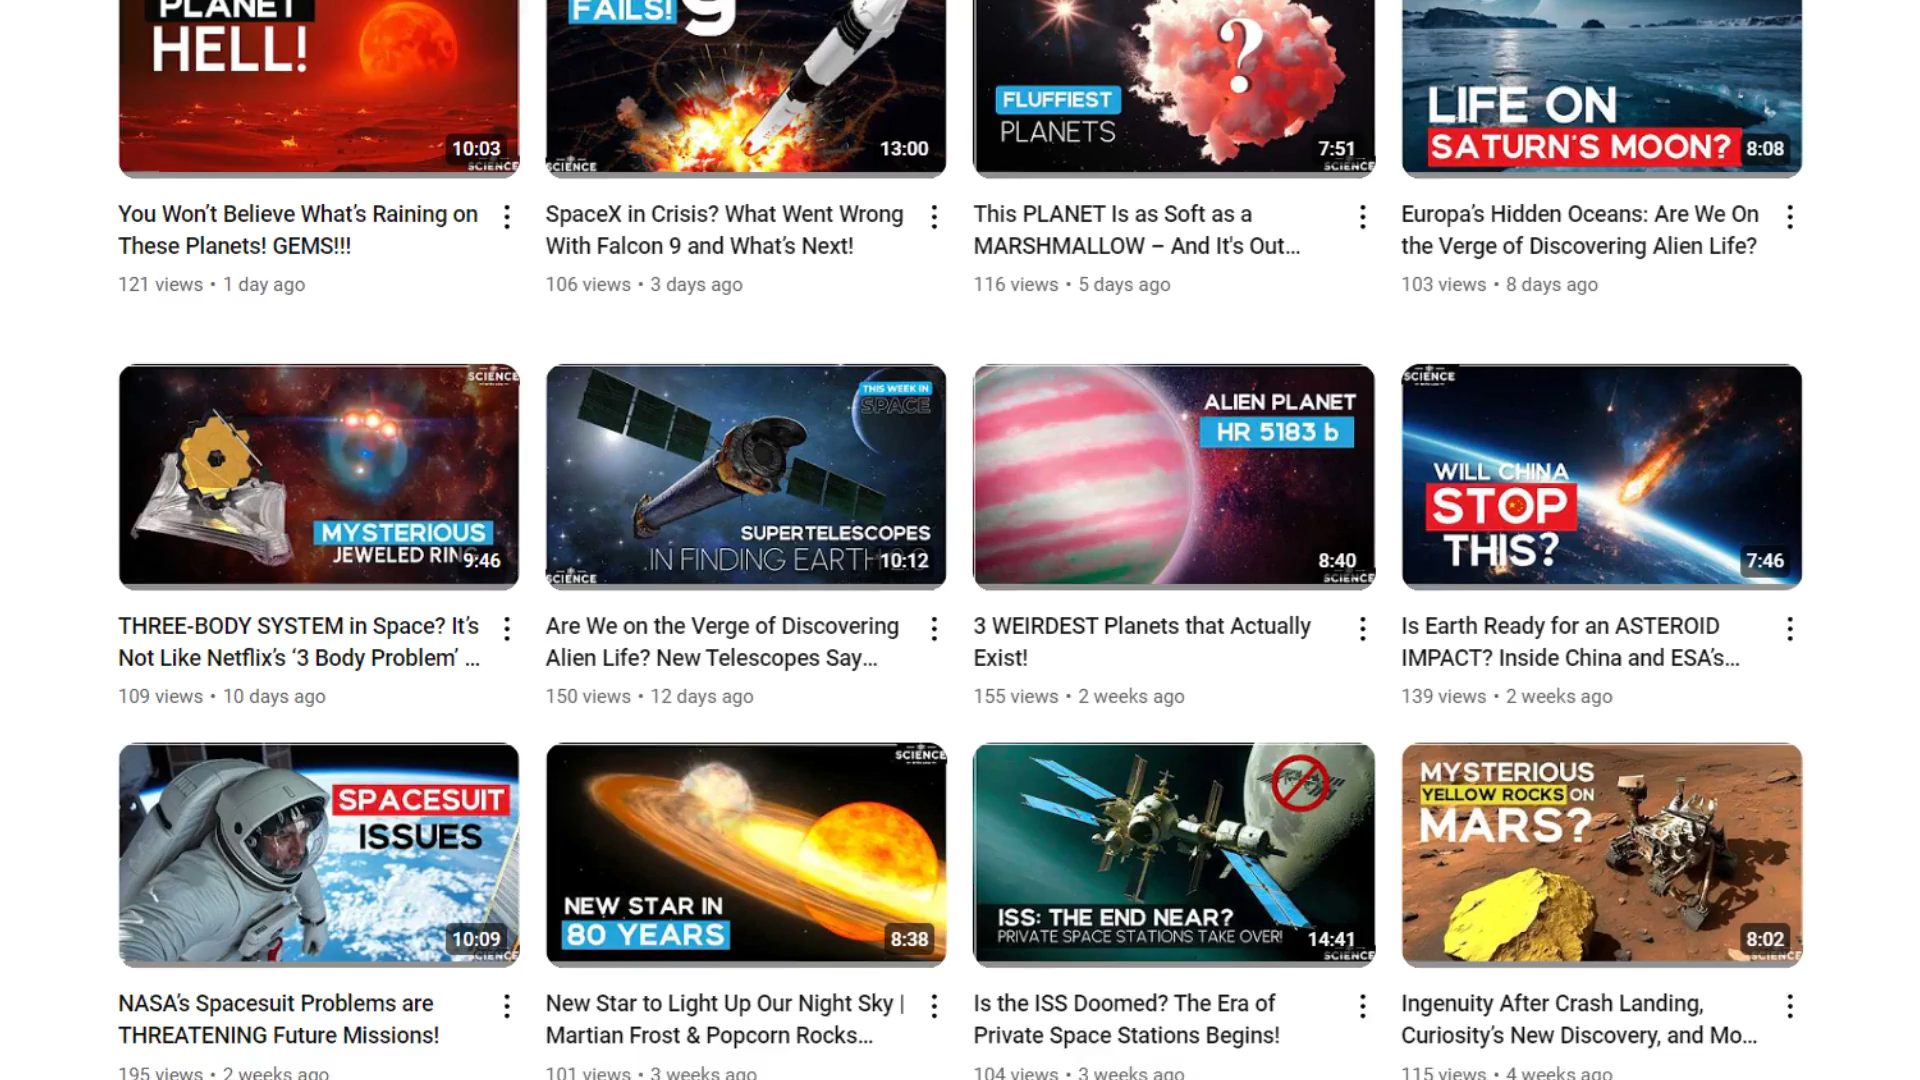 PLANET
HELL!
10:03
SCIENCE
FAILS!
9
13:00
SCIENCE
?
FLUFFIEST
PLANETS
7:51
SCIENCE
LIFE ON
SATURN'S MOON?
8:08
You Won’t Believe What’s Raining on
These Planets! GEMS!!!
121 views • 1 day ago
SpaceX in Crisis? What Went Wrong
With Falcon 9 and What’s Next!
106 views • 3 days ago
This PLANET Is as Soft as a
MARSHMALLOW – And It's Out...
116 views • 5 days ago
Europa’s Hidden Oceans: Are We On
the Verge of Discovering Alien Life?
103 views • 8 days ago
SCIENCE
MYSTERIOUS
JEWELED RING
9:46
THIS WEEK IN
SPACE
SUPERTELESCOPES
IN FINDING EARTH
10:12
SCIENCE
ALIEN PLANET
HR 5183 b
8:40
SCIENCE
SCIENCE
WILL CHINA
STOP
THIS?
7:46
THREE-BODY SYSTEM in Space? It’s
Not Like Netflix’s ‘3 Body Problem’ ...
109 views • 10 days ago
Are We on the Verge of Discovering
Alien Life? New Telescopes Say...
150 views • 12 days ago
3 WEIRDEST Planets that Actually
Exist!
155 views • 2 weeks ago
Is Earth Ready for an ASTEROID
IMPACT? Inside China and ESA’s...
139 views • 2 weeks ago
SPACESUIT
ISSUES
10:09
SCIENCE
SCIENCE
NEW STAR IN
80 YEARS
8:38
ISS: THE END NEAR?
PRIVATE SPACE STATIONS TAKE OVER!
14:41
SCIENCE
MYSTERIOUS
YELLOW ROCKS ON
MARS?
8:02
SCIENCE
NASA’s Spacesuit Problems are
THREATENING Future Missions!
195 views • 2 weeks ago
New Star to Light Up Our Night Sky |
Martian Frost & Popcorn Rocks...
101 views • 3 weeks ago
Is the ISS Doomed? The Era of
Private Space Stations Begins!
104 views • 3 weeks ago
Ingenuity After Crash Landing,
Curiosity’s New Discovery, and Mo...
115 views • 4 weeks ago